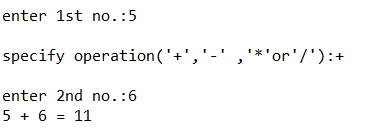 enter 1st no.:5
specify operation('+','-' ,'*'or'/'):+
enter 2nd no.:6
5 + 6 = 11